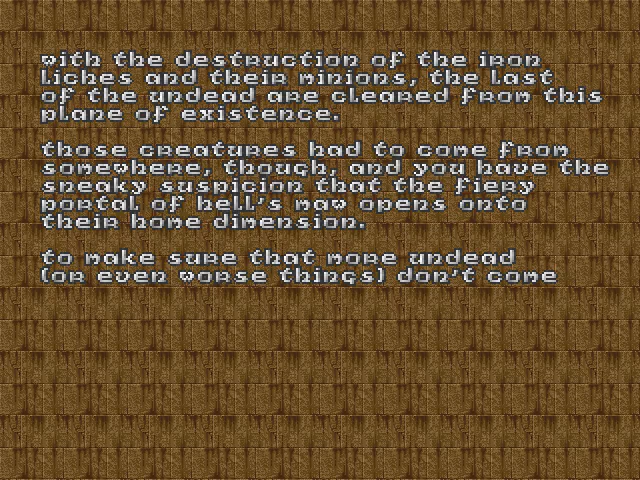 with the destruction of the iron
liches and their minions, the last
of the undead are cleared from this
plane of existence.
those creatures had to come from
somewhere, though, and you have the
sneaky suspicion that the fiery
portal of hell's maw opens onto
their home dimension.
to make sure that more undead
(or even worse things) don't come